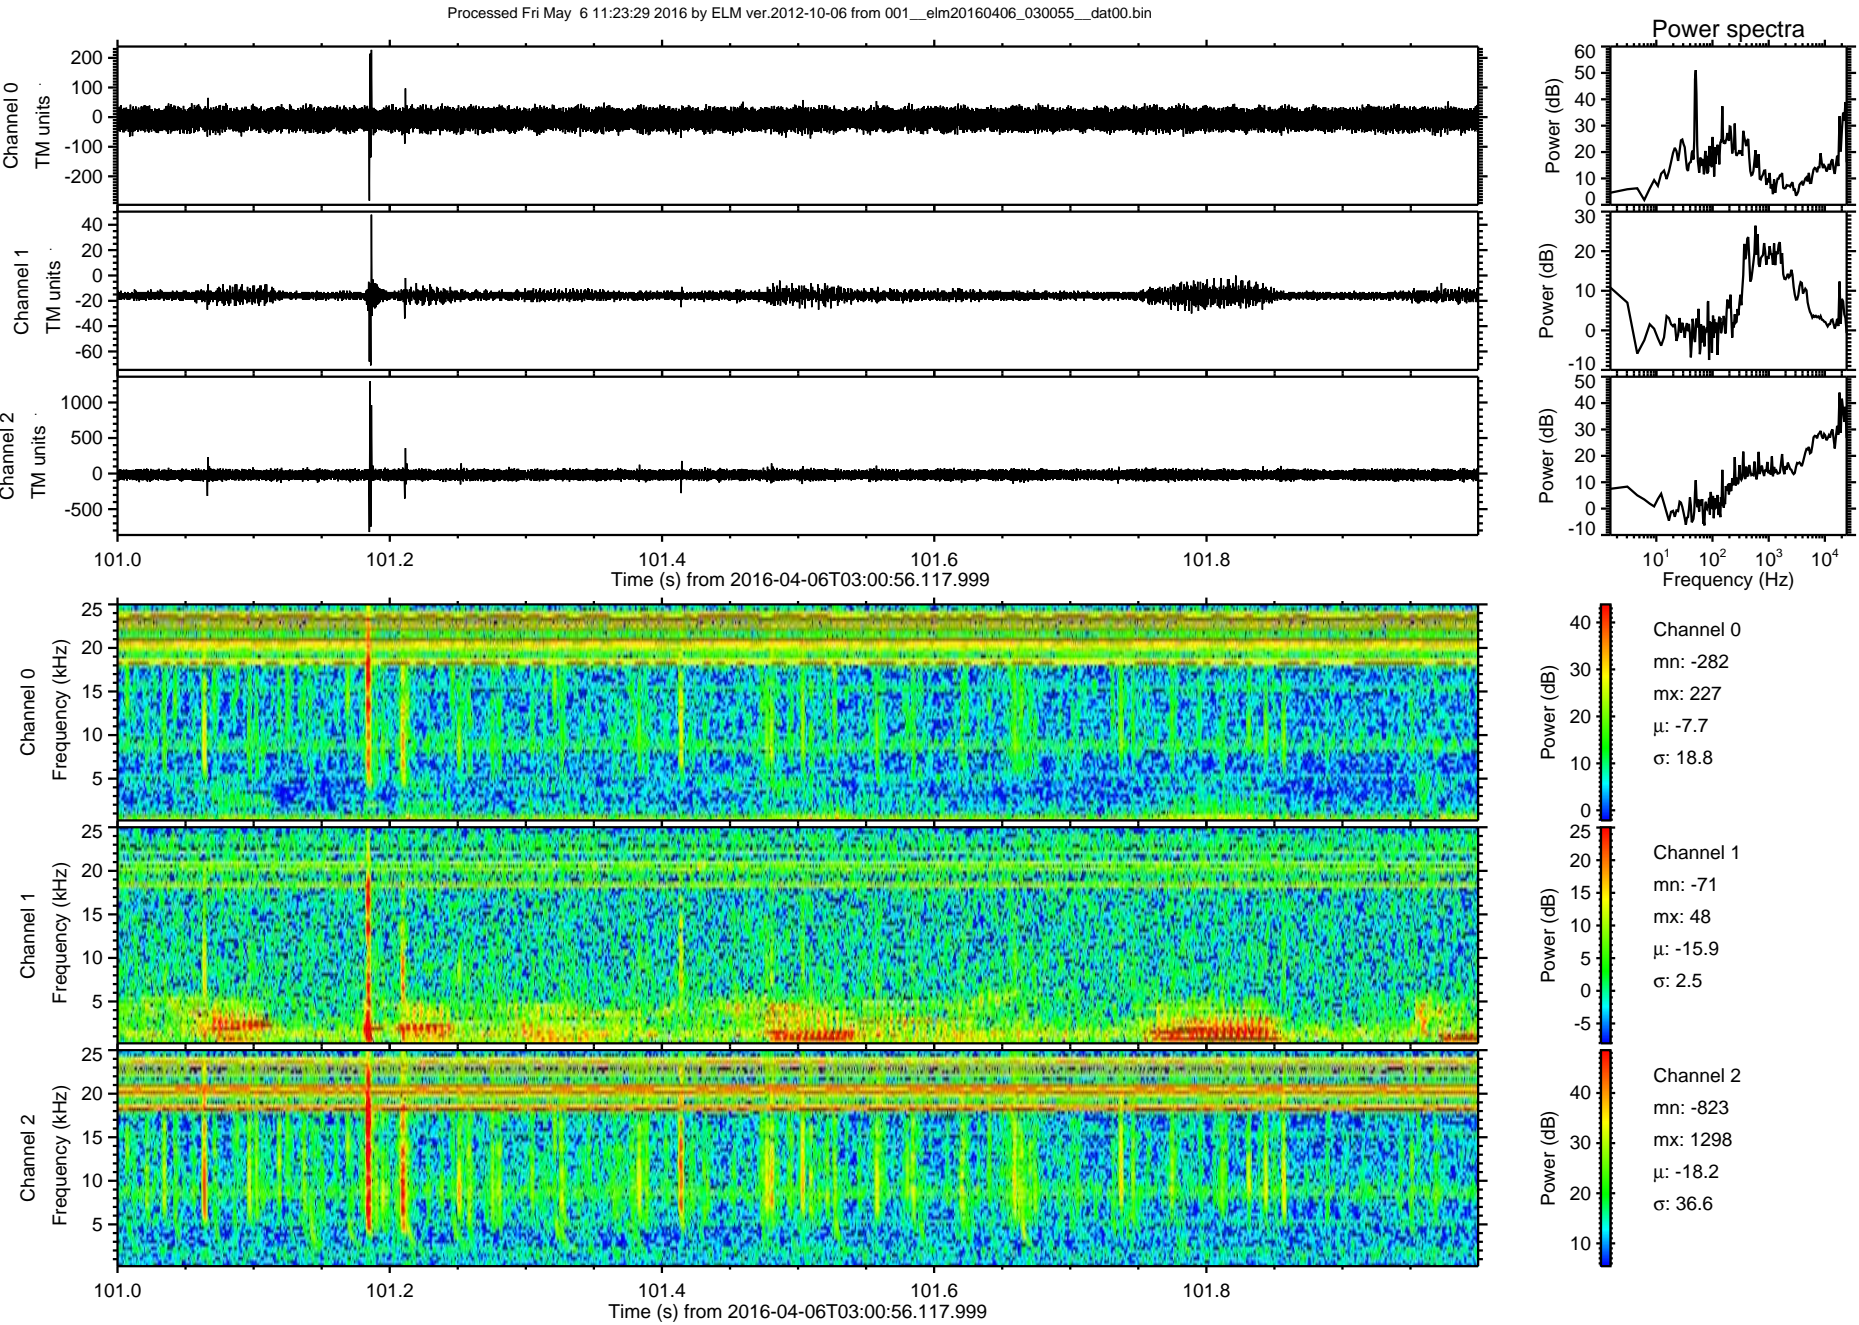 Processed Fri May  6 11:23:29 2016 by ELM ver.2012-10-06 from 001__elm20160406_030055__dat00.bin
Power spectra
Channel 0
TM units
200
100
0
-100
-200
Power (dB)
60
50
40
30
20
10
0
Channel 1
TM units
40
20
0
-20
-40
-60
Power (dB)
30
20
10
0
-10
Channel 2
TM units
1000
500
0
-500
Power (dB)
50
40
30
20
10
0
-10
101.0 101.2 101.4 101.6 101.8
Time (s) from 2016-04-06T03:00:56.117.999
10^1 10^2 10^3 10^4
Frequency (Hz)
Channel 0
Frequency (kHz)
25
20
15
10
5
Power (dB)
40
30
20
10
0
Channel 0
mn: -282
mx: 227
μ: -7.7
σ: 18.8
Channel 1
Frequency (kHz)
25
20
15
10
5
Power (dB)
25
20
15
10
5
0
-5
Channel 1
mn: -71
mx: 48
μ: -15.9
σ: 2.5
Channel 2
Frequency (kHz)
25
20
15
10
5
Power (dB)
40
30
20
10
Channel 2
mn: -823
mx: 1298
μ: -18.2
σ: 36.6
101.0 101.2 101.4 101.6 101.8
Time (s) from 2016-04-06T03:00:56.117.999